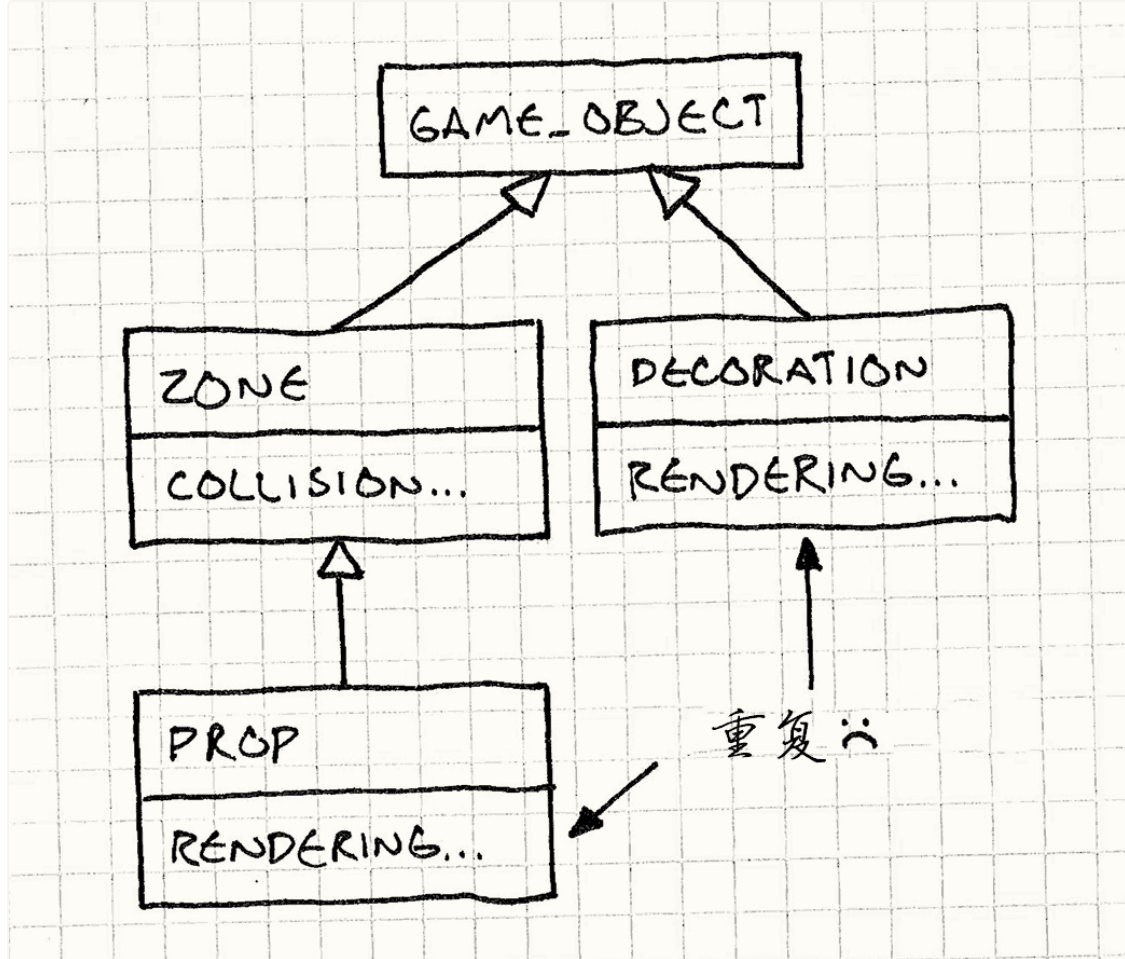 GAME_OBJECT
ZONE
COLLISION...
DECORATION
RENDERING...
PROP
RENDERING...
重复